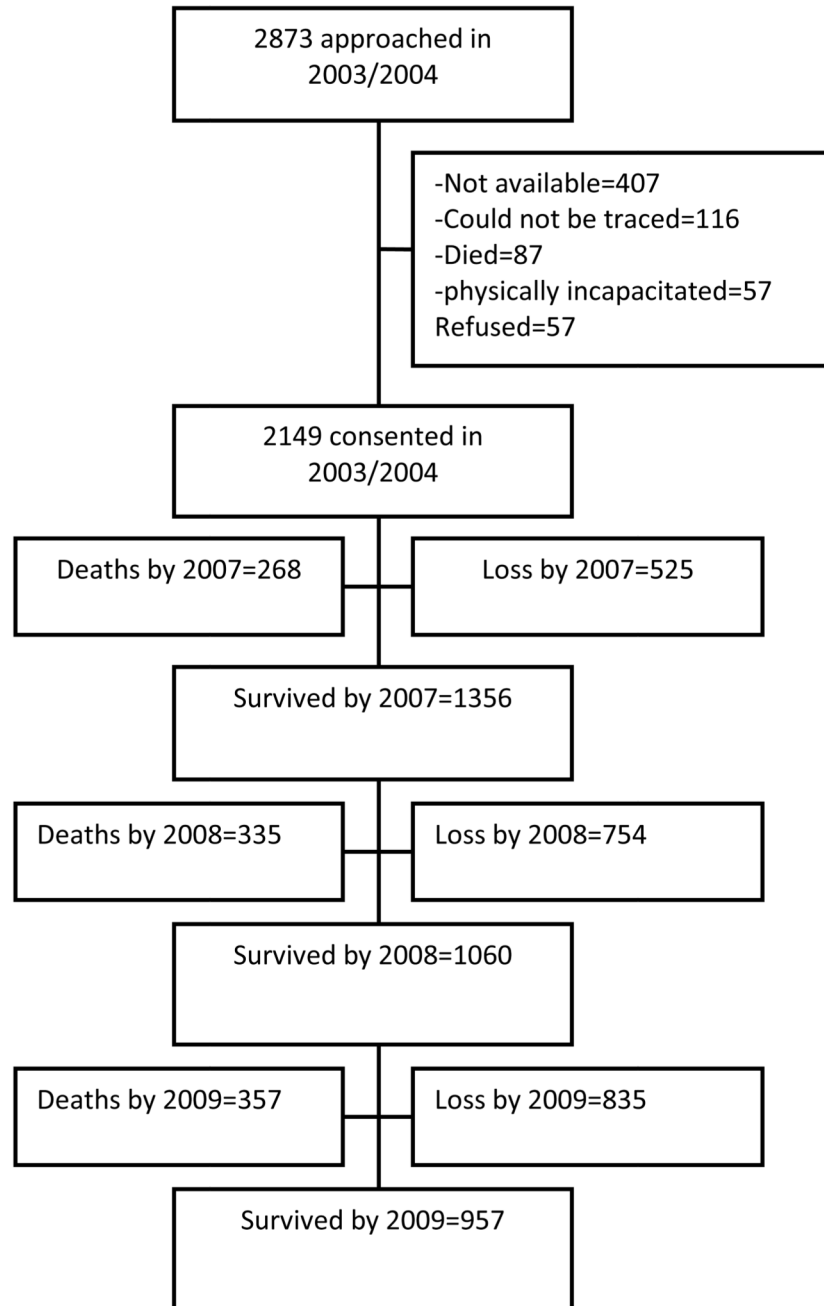 2873 approached in
2003/2004
-Not available=407
-Could not be traced=116
-Died=87
-physically incapacitated=57
Refused=57
2149 consented in
2003/2004
Deaths by 2007=268
Loss by 2007=525
Survived by 2007=1356
Deaths by 2008=335
Loss by 2008=754
Survived by 2008=1060
Deaths by 2009=357
Loss by 2009=835
Survived by 2009=957